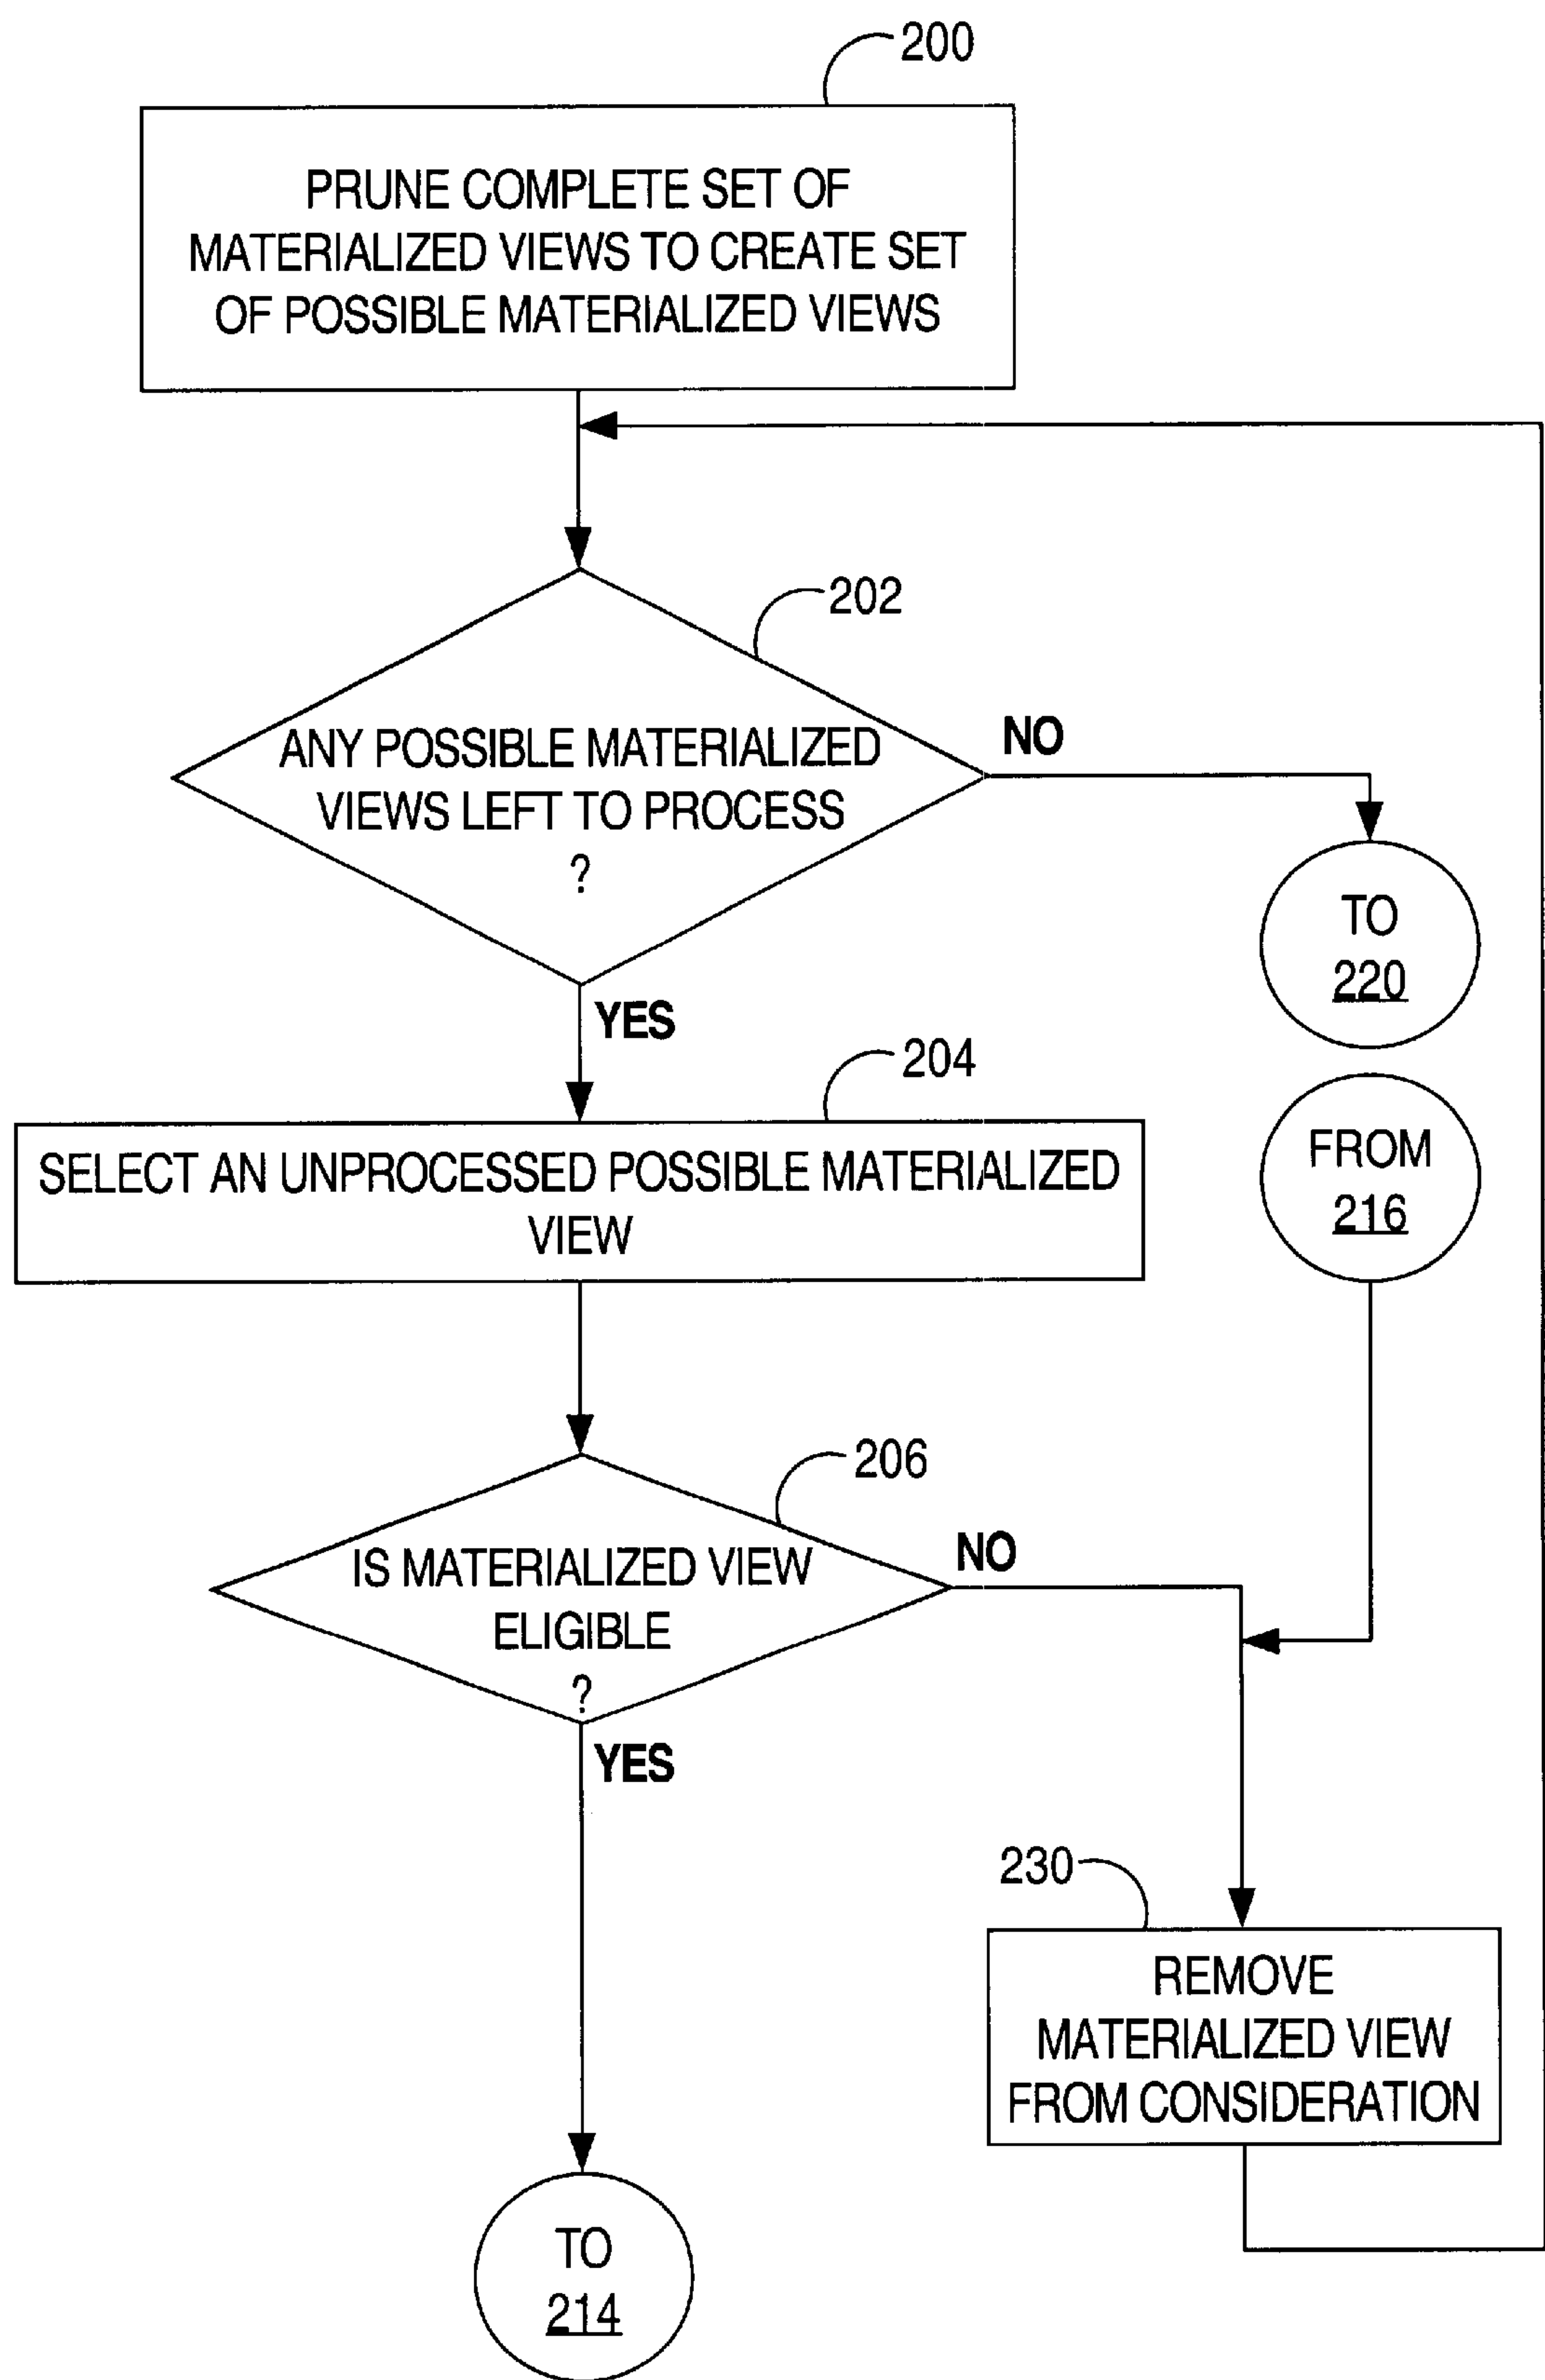 200
PRUNE COMPLETE SET OF
MATERIALIZED VIEWS TO CREATE SET
OF POSSIBLE MATERIALIZED VIEWS
202
ANY POSSIBLE MATERIALIZED
VIEWS LEFT TO PROCESS
?
NO
TO
220
YES
204
SELECT AN UNPROCESSED POSSIBLE MATERIALIZED
VIEW
FROM
216
206
IS MATERIALIZED VIEW
ELIGIBLE
?
NO
YES
230
REMOVE
MATERIALIZED VIEW
FROM CONSIDERATION
TO
214